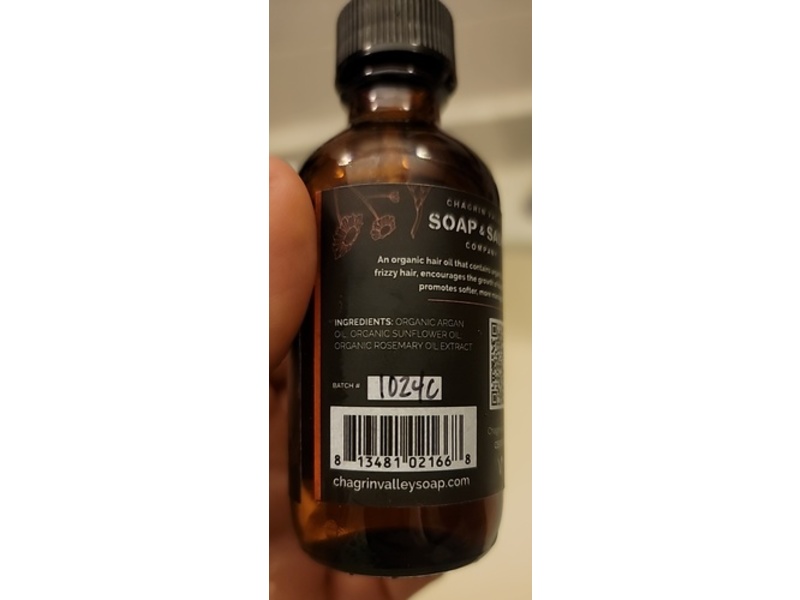 CHAGRIN
SOAP & SA
COMPAN
An organic hair oil that contains
frizzy hair, encourages the growth
promotes softer, more
INGREDIENTS: ORGANIC ARGAN
OIL, ORGANIC SUNFLOWER OIL,
ORGANIC ROSEMARY OIL EXTRACT
BATCH # 1024C
8 13481 02166 8
chagrinvalleysoap.com